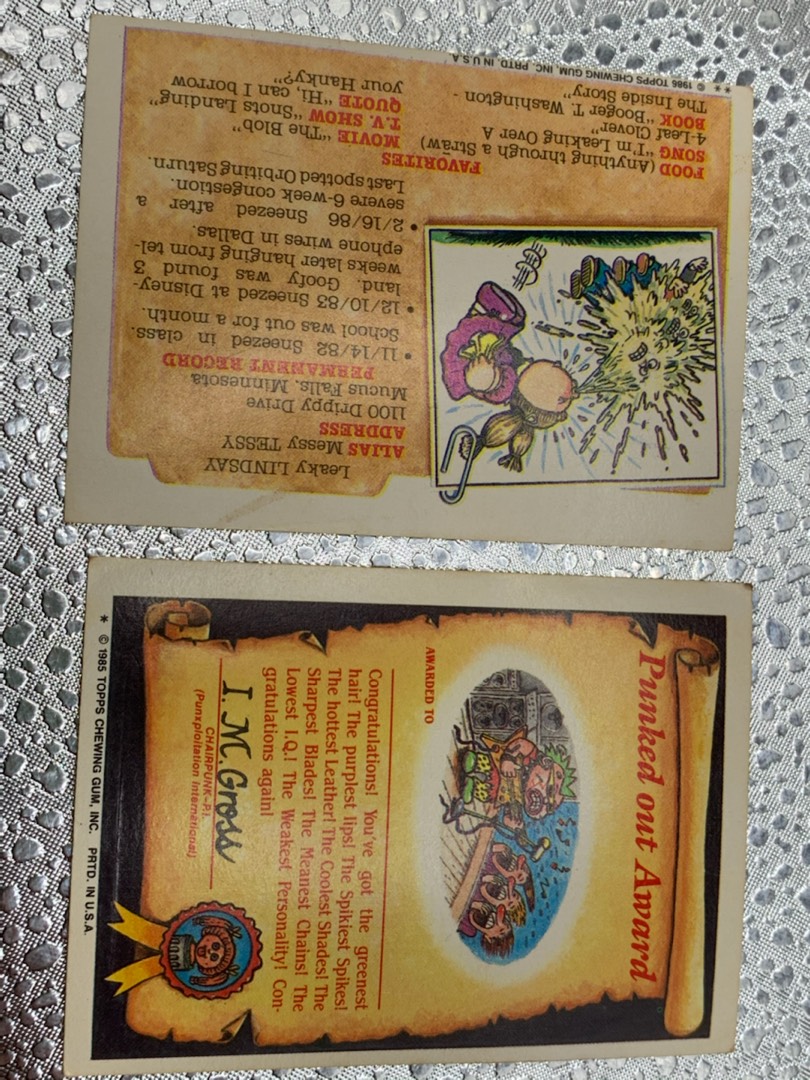 Leaky LINDSAY
ALIAS Messy TESSY
ADDRESS
1100 Drippy Drive
Mucus Falls, Minnesota
PERMANENT RECORD
• 11/14/82 Sneezed in class.
School was out for a month.
• 12/10/83 Sneezed at Disney-
land. Goofy was found 3
weeks later hanging from tel-
ephone wires in Dallas.
• 2/16/86 Sneezed after a
severe 6-week congestion.
Last spotted Orbiting Saturn.
FAVORITES
FOOD (Anything through a Straw)
SONG "I'm Leaking Over A
4-Leaf Clover"
BOOK "Booger T. Washington -
The Inside Story"
MOVIE "The Blob"
T.V. SHOW "Snots Landing"
QUOTE "Hi, can I borrow
your Hanky?"
** © 1986 TOPPS CHEWING GUM, INC. PRTD. IN U.S.A.
Punked out Award
AWARDED TO
Congratulations! You've got the greenest
hair! The purplest lips! The Spikiest Spikes!
The hottest Leather! The Coolest Shades! The
Sharpest Blades! The Meanest Chains! The
Lowest I.Q.! The Weakest Personality! Con-
gratulations again!
I. M. Gross
CHAIRPUNK-P.I.
(Punxploitation International)
* © 1985 TOPPS CHEWING GUM, INC. PRTD. IN U.S.A.